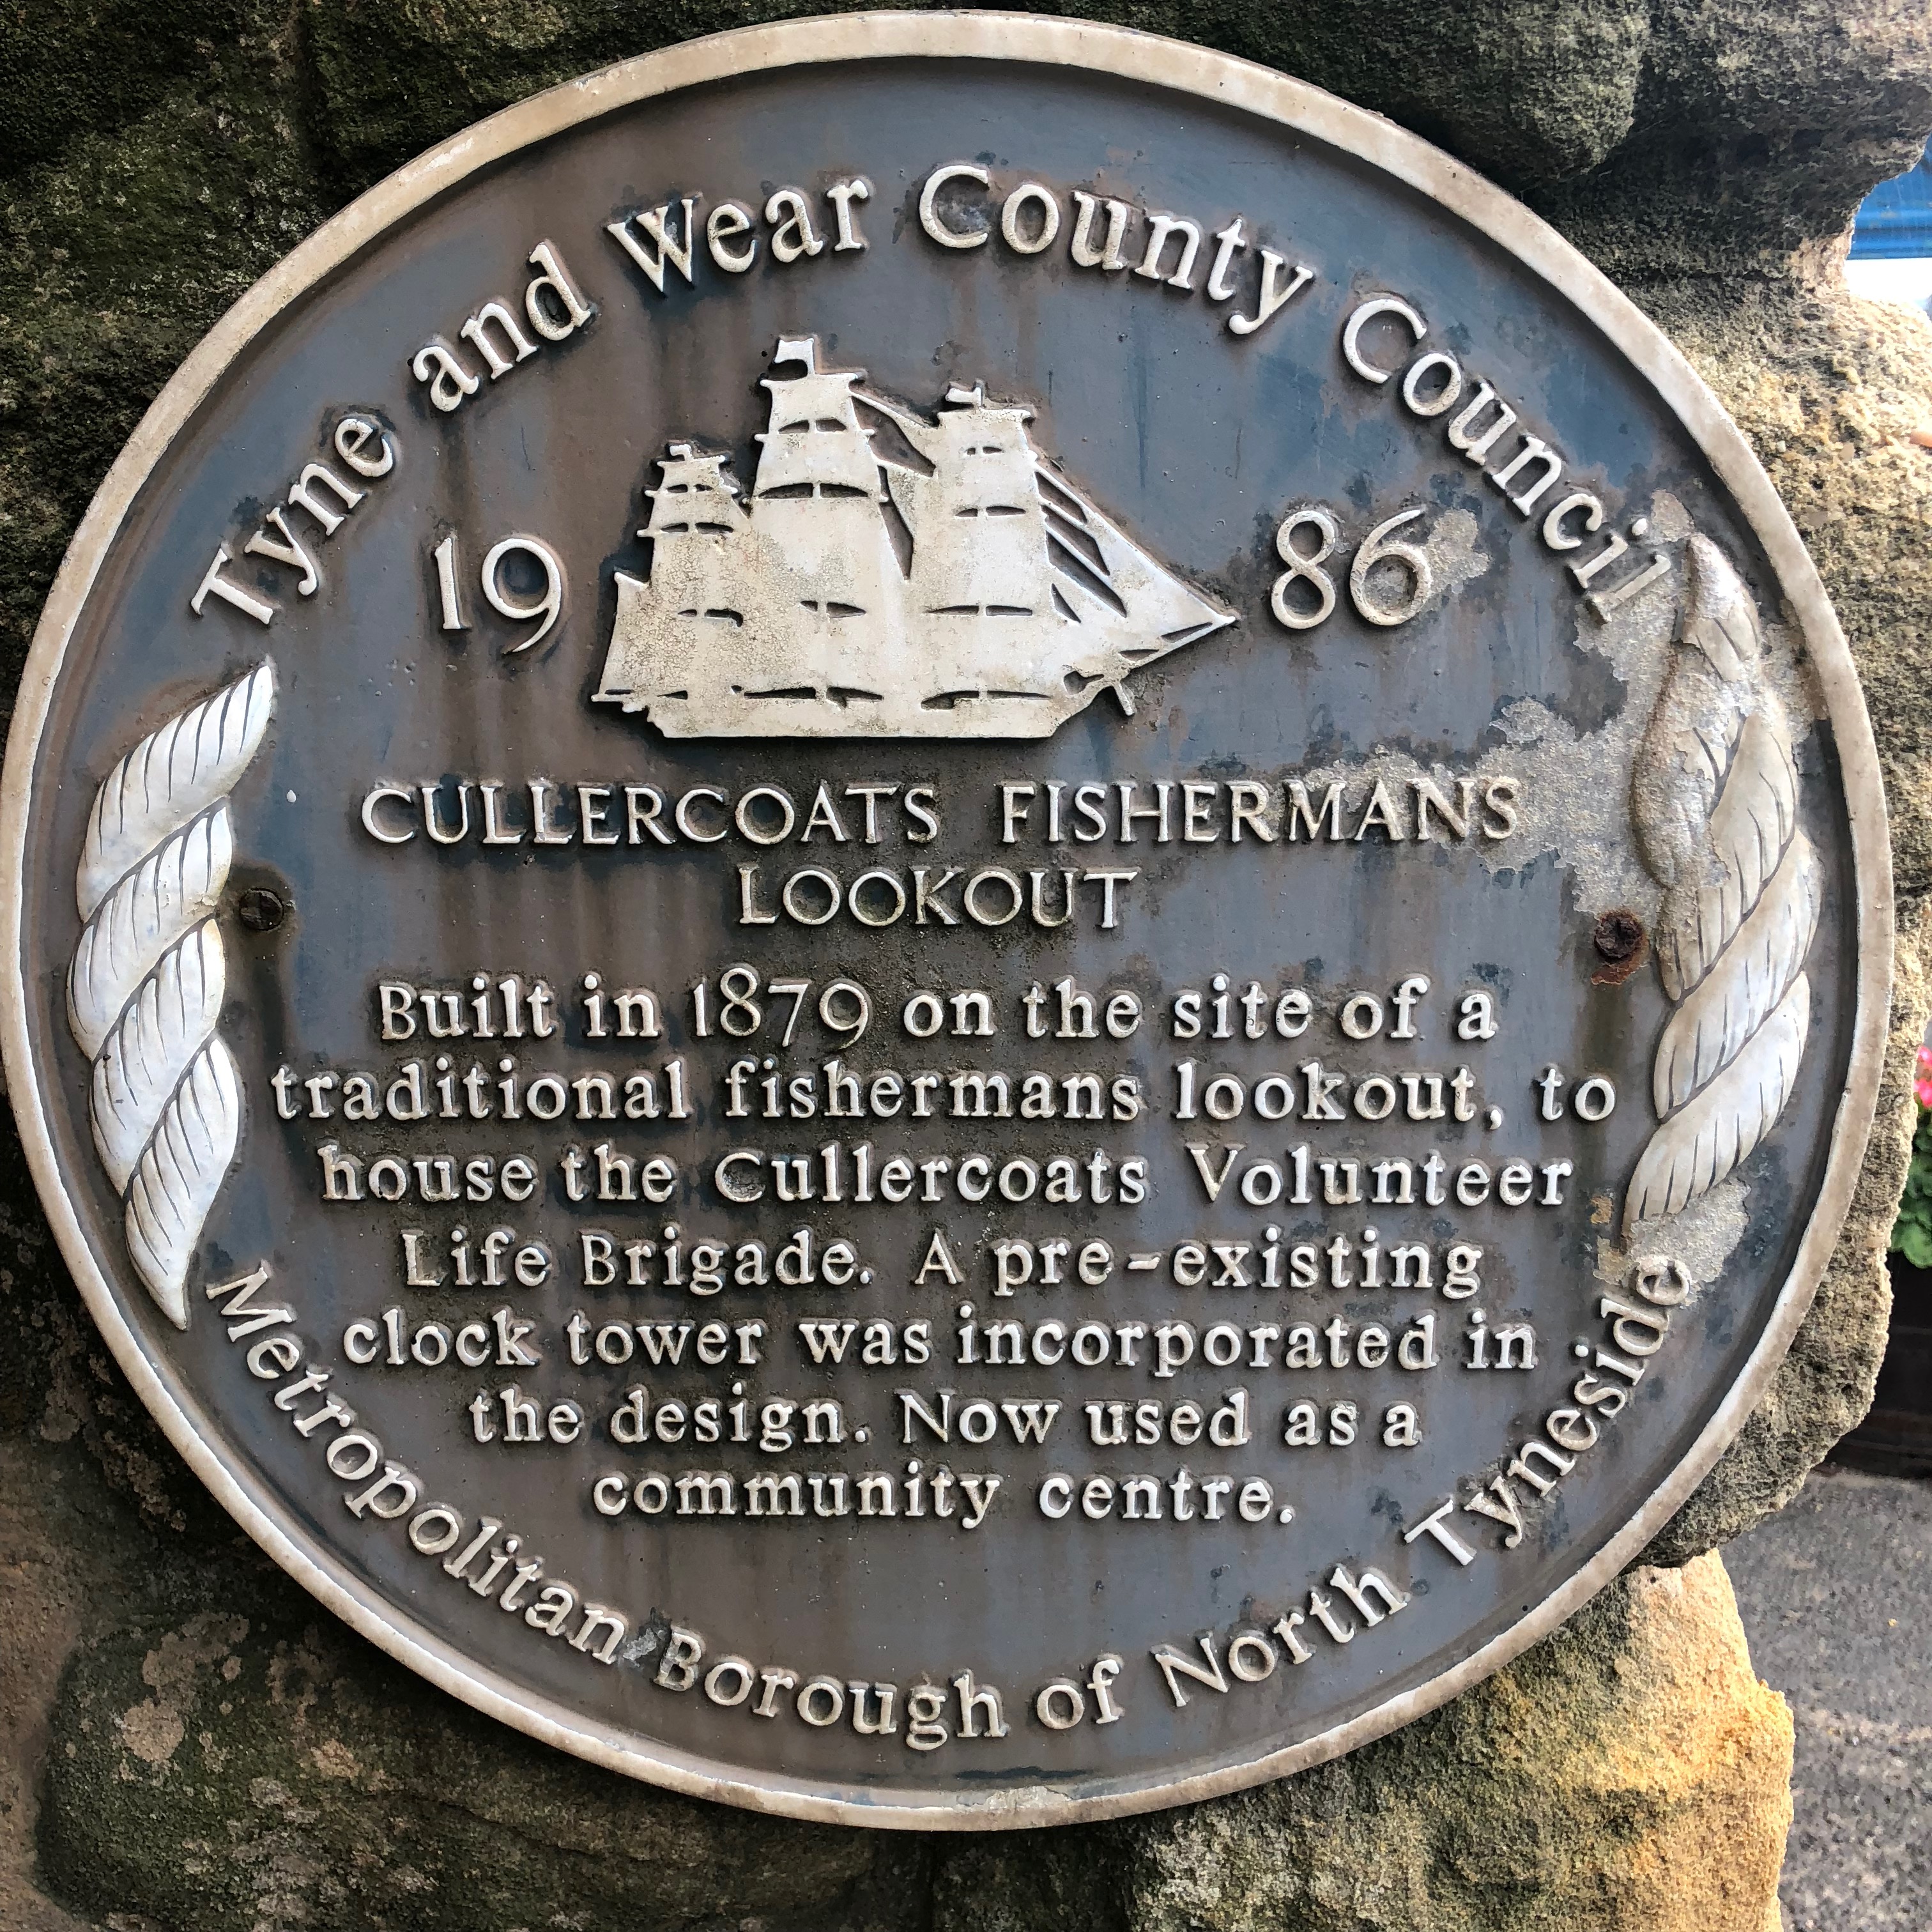 Tyne and Wear County Council
1986
CULLERCOATS FISHERMANS
LOOKOUT
Built in 1879 on the site of a
traditional fishermans lookout, to
house the Cullercoats Volunteer
Life Brigade. A pre-existing
clock tower was incorporated in
the design. Now used as a
community centre.
Metropolitan Borough of North Tyneside